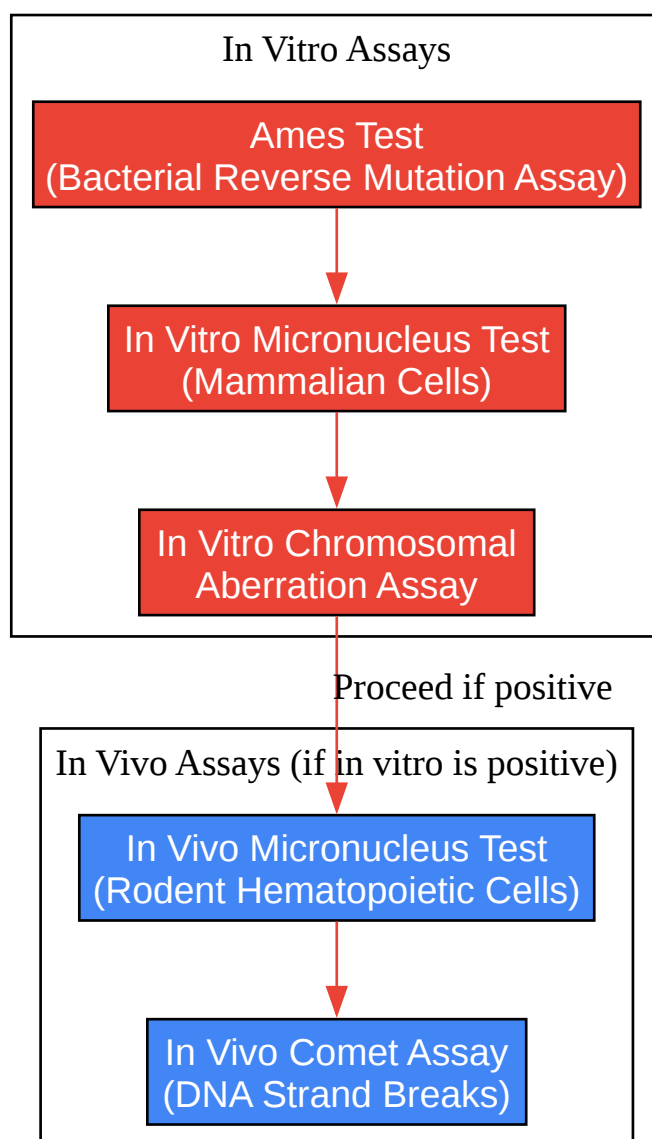 In Vitro Assays
Ames Test
(Bacterial Reverse Mutation Assay)
In Vitro Micronucleus Test
(Mammalian Cells)
In Vitro Chromosomal
Aberration Assay
Proceed if positive
In Vivo Assays (if in vitro is positive)
In Vivo Micronucleus Test
(Rodent Hematopoietic Cells)
In Vivo Comet Assay
(DNA Strand Breaks)